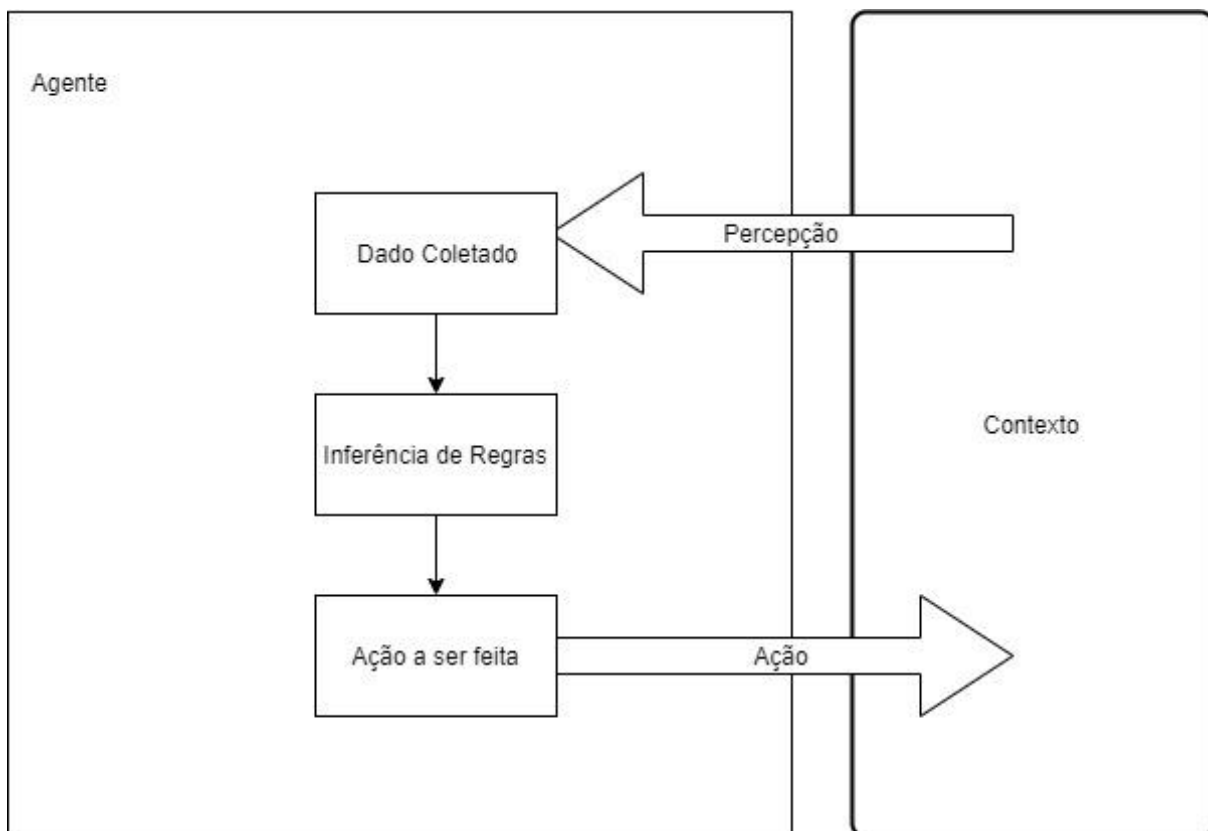 Agente
Percepção
Dado Coletado
Contexto
Inferência de Regras
Ação a ser feita
Ação